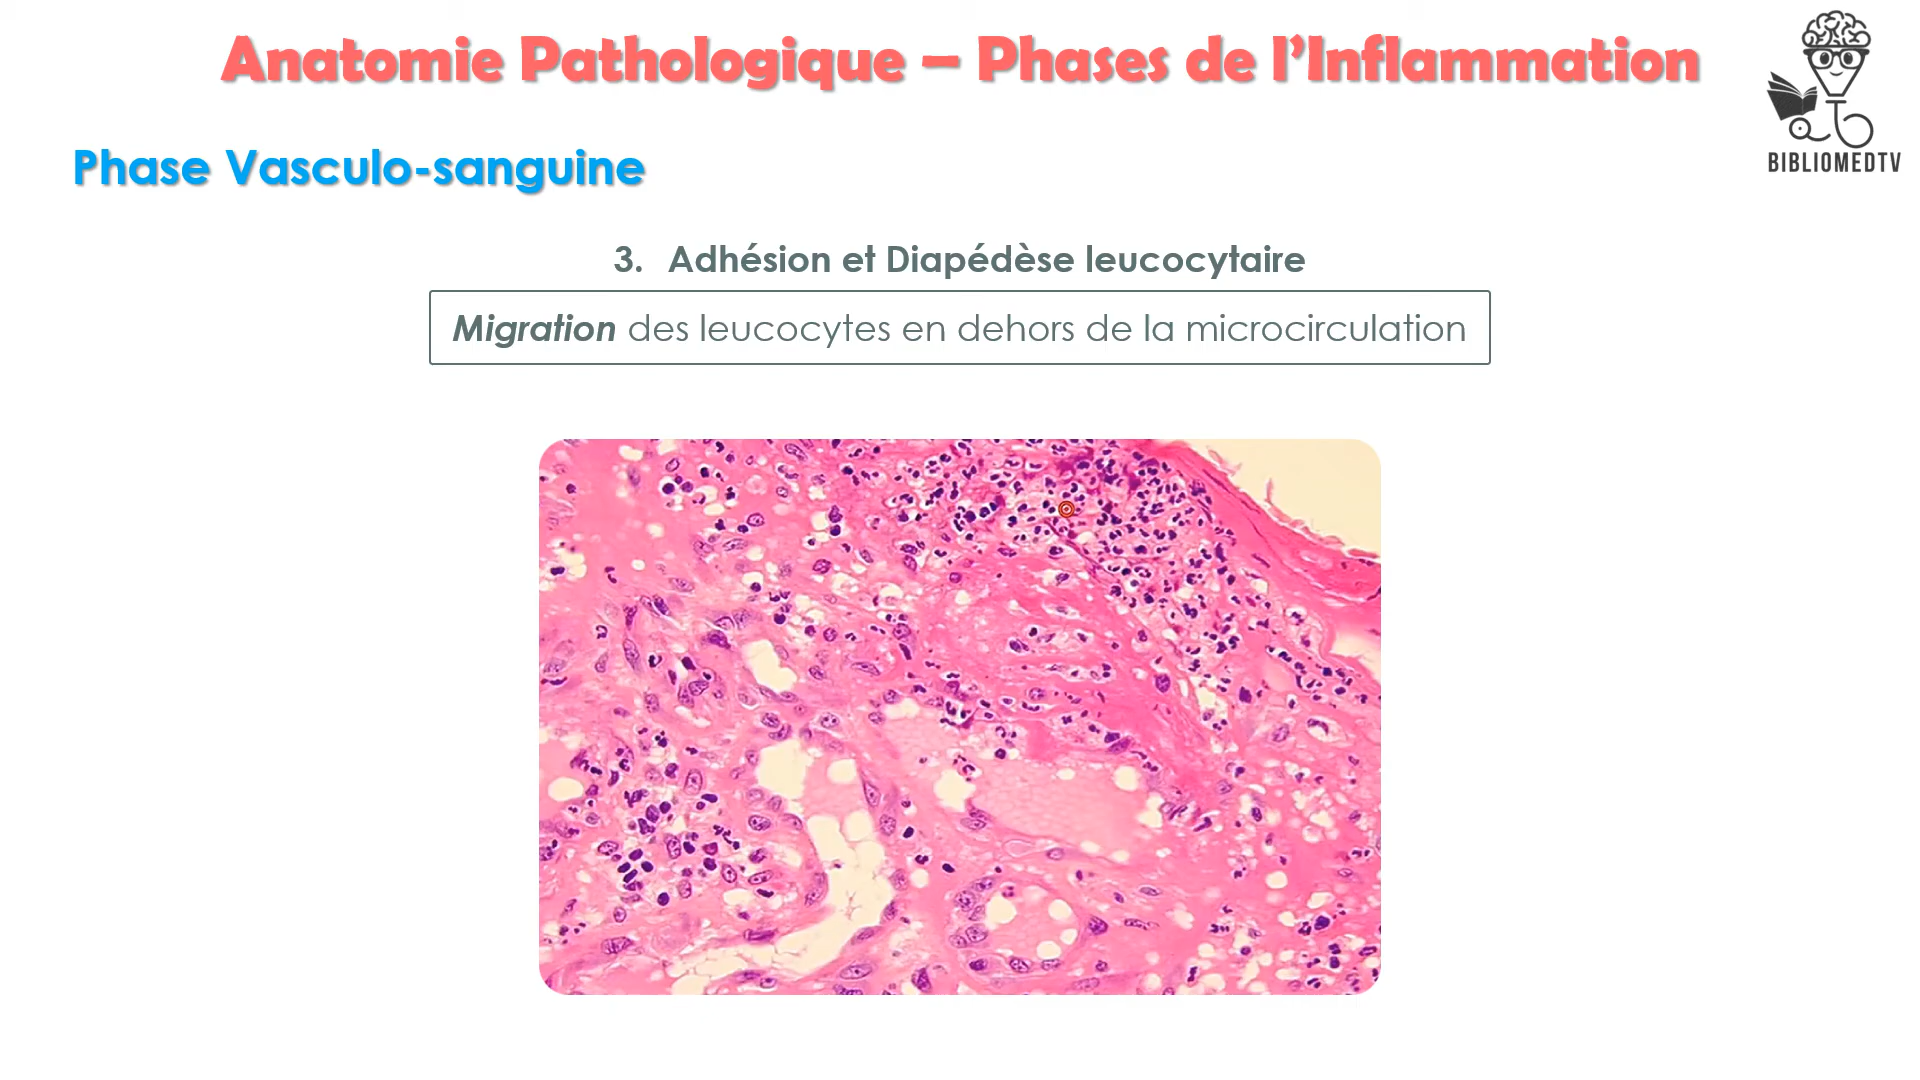 Anatomie Pathologique – Phases de l’Inflammation
BIBLIOMEDTV
Phase Vasculo-sanguine
3. Adhésion et Diapédèse leucocytaire
Migration des leucocytes en dehors de la microcirculation